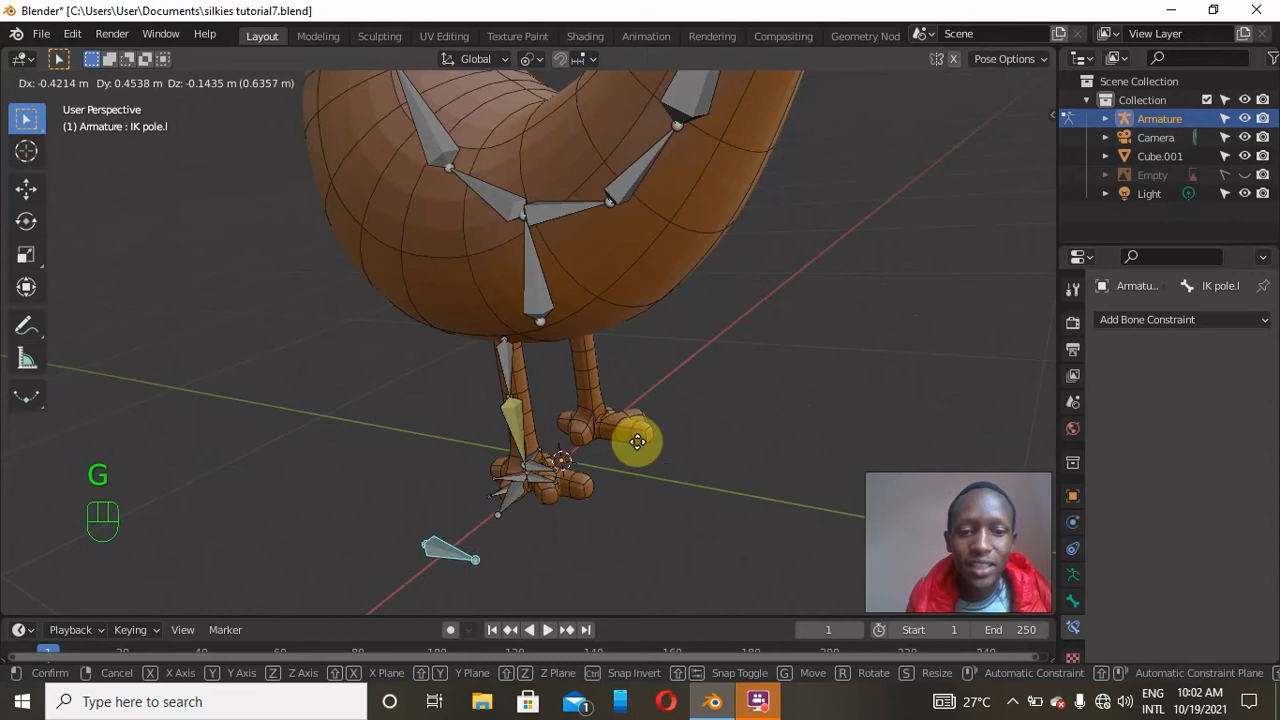 Blender* [C:\Users\User\Documents\silkies tutorial7.blend]
File Edit Render Window Help Layout Modeling Sculpting UV Editing Texture Paint Shading Animation Rendering Compositing Geometry Nod Scene View Layer
Global X Pose Options
Dx: -0.4214 m Dy: 0.4538 m Dz: -0.1435 m (0.6357 m)
User Perspective
(1) Armature : IK pole.l
Scene Collection
Collection
Armature
Camera
Cube.001
Empty
Light
Armatu... IK pole.l
Add Bone Constraint
G
Playback Keying View Marker 1 Start 1 End 250
1
Confirm Cancel X X Axis Y Y Axis Z Z Axis X X Plane Y Y Plane Z Z Plane Ctrl Snap Invert Snap Toggle G Move R Rotate S Resize Automatic Constraint Automatic Constraint Plane
Type here to search 1 27°C ENG 10:02 AM
INTL 10/19/2021